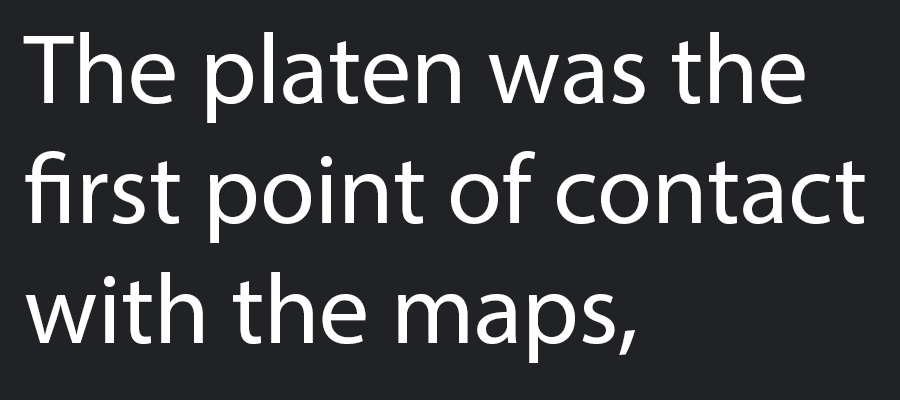 The platen was the
first point of contact
with the maps,